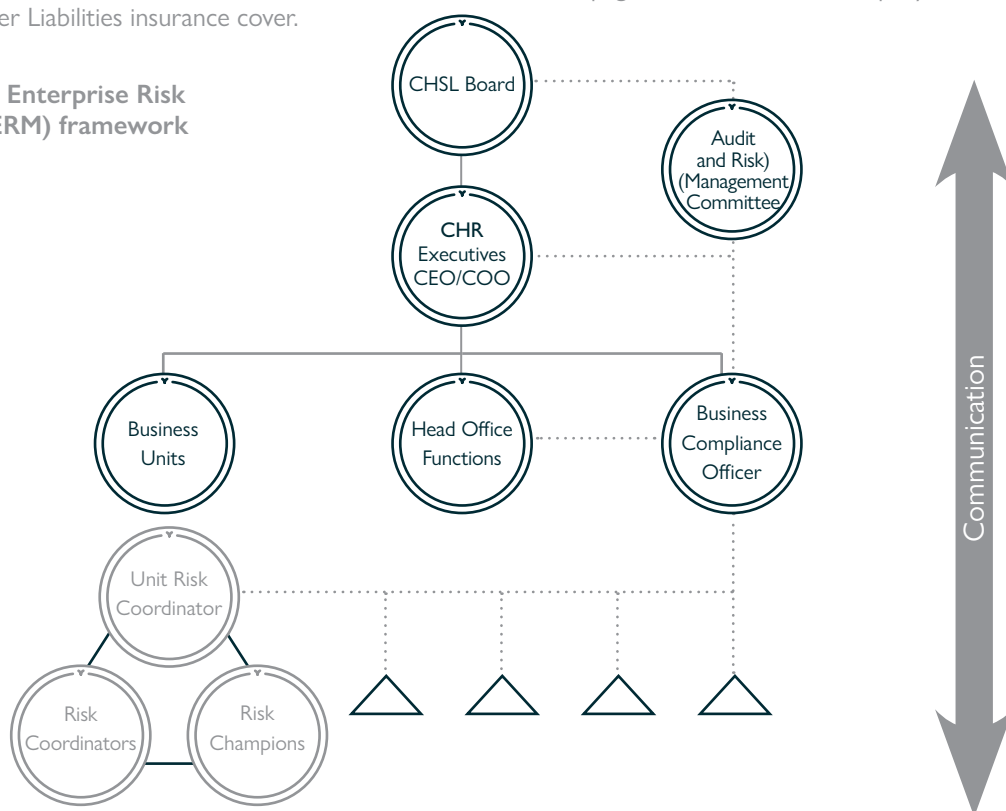 er Liabilities insurance cover.
Enterprise Risk
ERM) framework
CHSL Board
Audit
and Risk)
(Management
Committee
CHR
Executives
CEO/COO
Business
Units
Head Office
Functions
Business
Compliance
Officer
Unit Risk
Coordinator
Risk
Coordinators
Risk
Champions
Communication